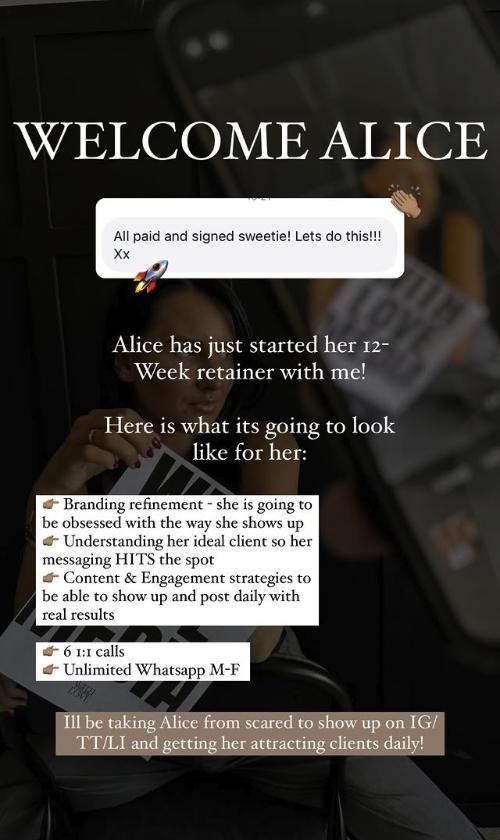 WELCOME ALICE
All paid and signed sweetie! Lets do this!!!
Xx
Alice has just started her 12-
Week retainer with me!
Here is what its going to look
like for her:
👉🏽 Branding refinement - she is going to
be obsessed with the way she shows up
👉🏽 Understanding her ideal client so her
messaging HITS the spot
👉🏽 Content & Engagement strategies to
be able to show up and post daily with
real results
👉🏽 6 1:1 calls
👉🏽 Unlimited Whatsapp M-F
Ill be taking Alice from scared to show up on IG/
TT/LI and getting her attracting clients daily!
WITH
LOVE
MEDIA